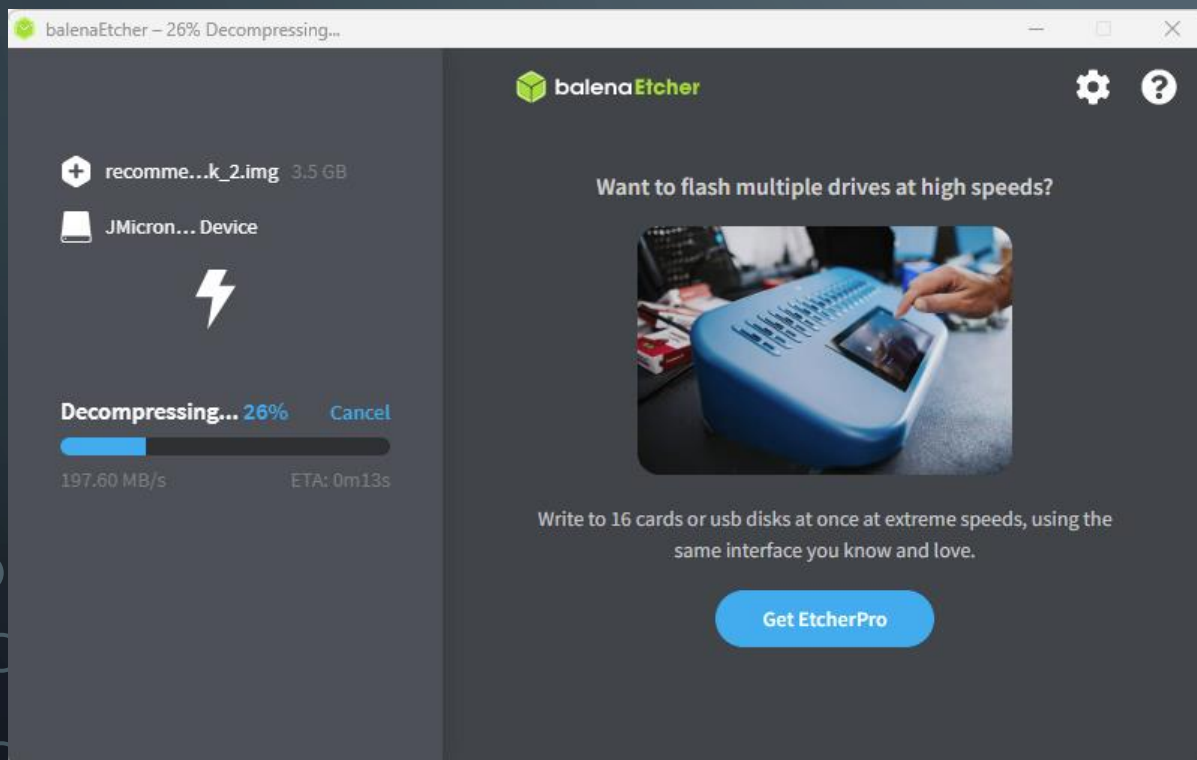 balenaEtcher – 26% Decompressing...
balenaEtcher
recomme...k_2.img 3.5 GB
JMicron... Device
Decompressing... 26% Cancel
197.60 MB/s ETA: 0m13s
Want to flash multiple drives at high speeds?
Write to 16 cards or usb disks at once at extreme speeds, using the
same interface you know and love.
Get EtcherPro